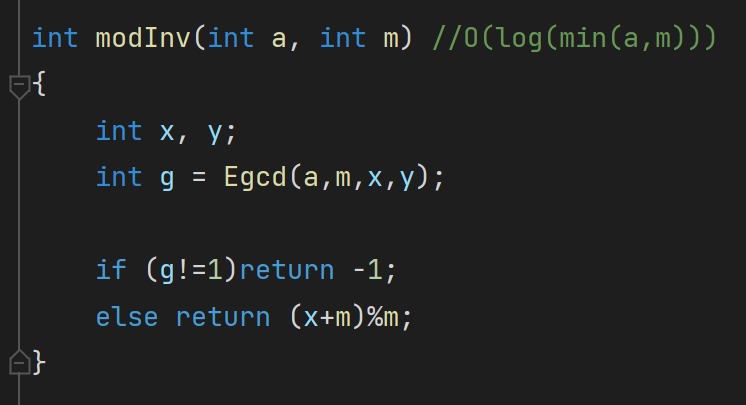 int modInv(int a, int m) //O(log(min(a,m)))
{
int x, y;
int g = Egcd(a,m,x,y);
if (g!=1)return -1;
else return (x+m)%m;
}